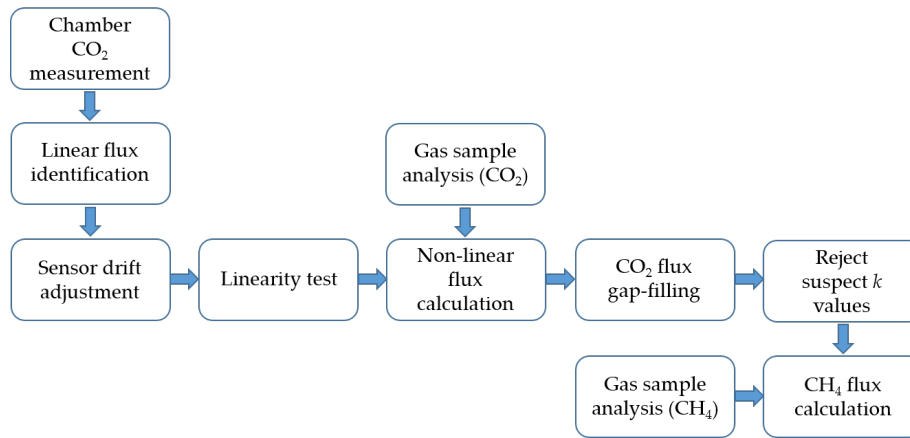 Chamber
CO₂
measurement
Linear flux
identification
Gas sample
analysis (CO₂)
Sensor drift
adjustment
Linearity test
Non-linear
flux
calculation
CO₂ flux
gap-filling
Reject
suspect k
values
Gas sample
analysis (CH₄)
CH₄ flux
calculation